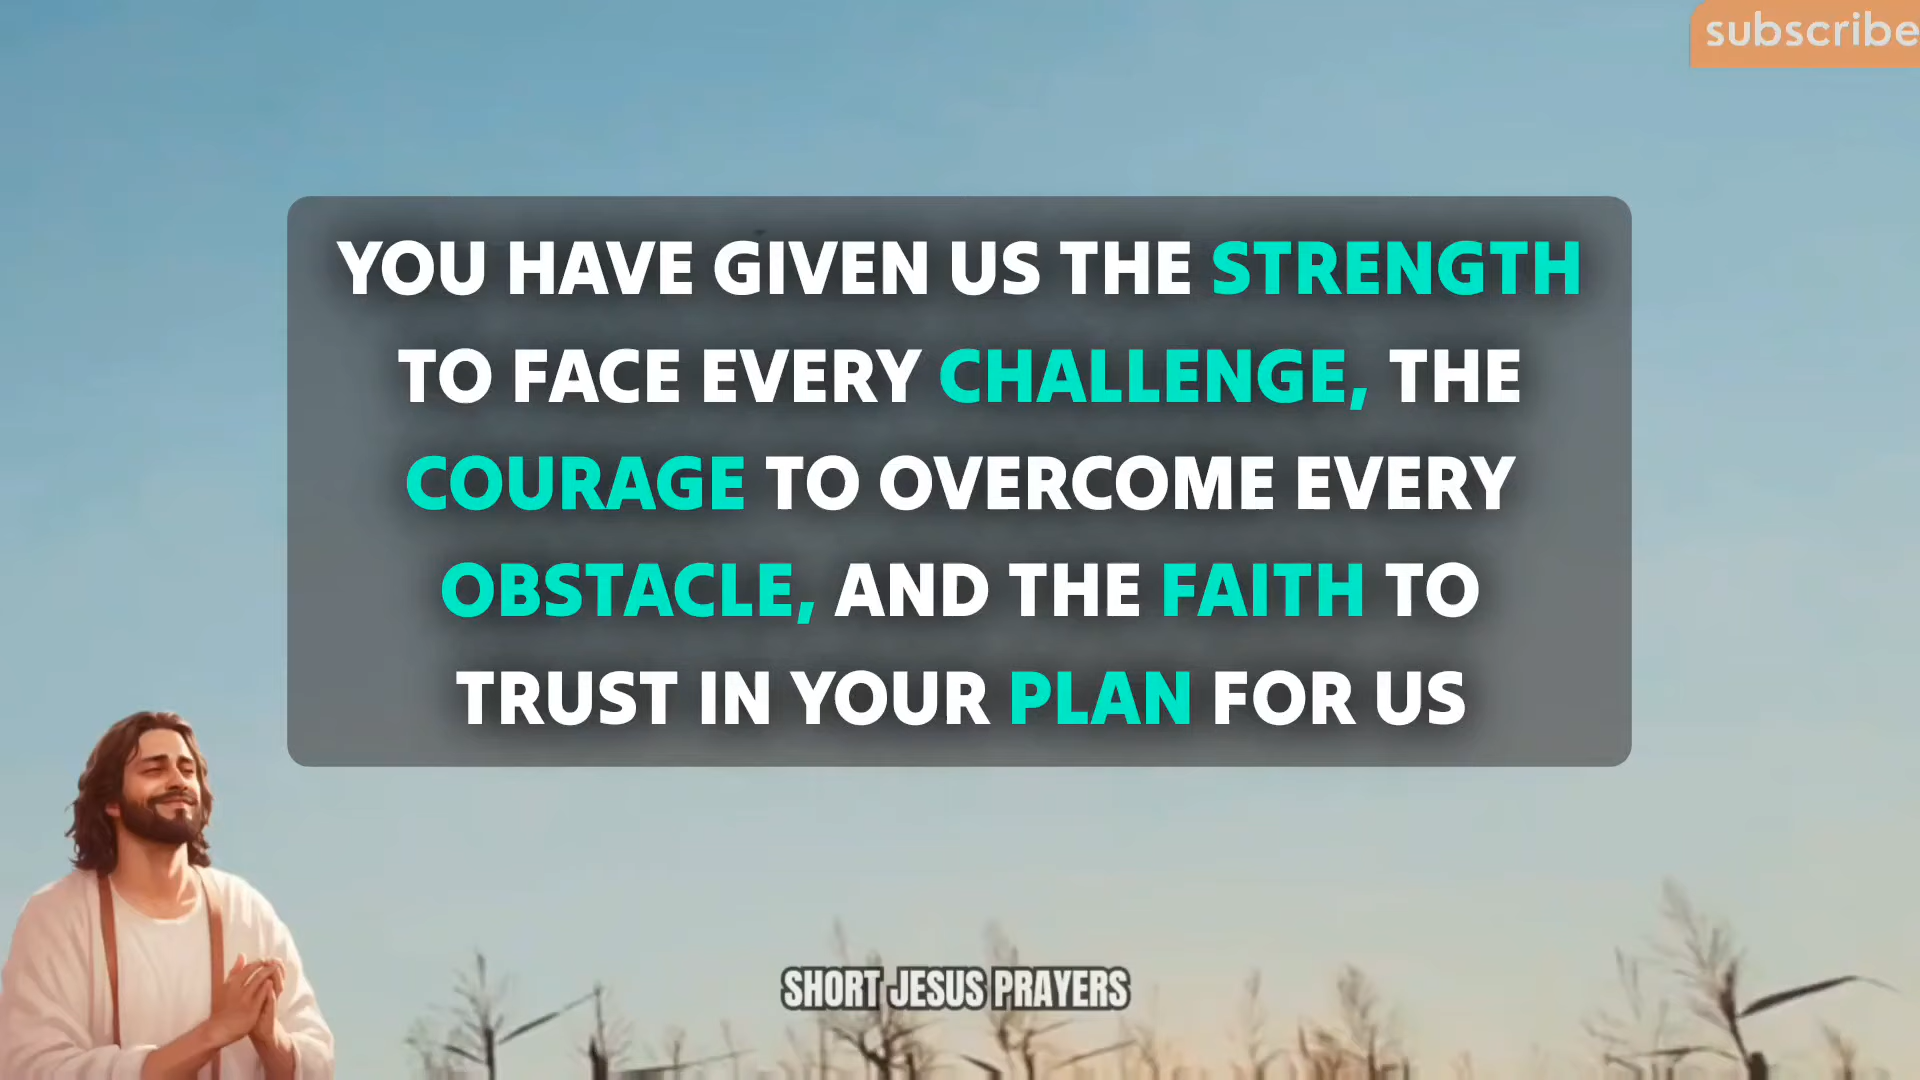 subscribe
YOU HAVE GIVEN US THE STRENGTH
TO FACE EVERY CHALLENGE, THE
COURAGE TO OVERCOME EVERY
OBSTACLE, AND THE FAITH TO
TRUST IN YOUR PLAN FOR US
SHORT JESUS PRAYERS